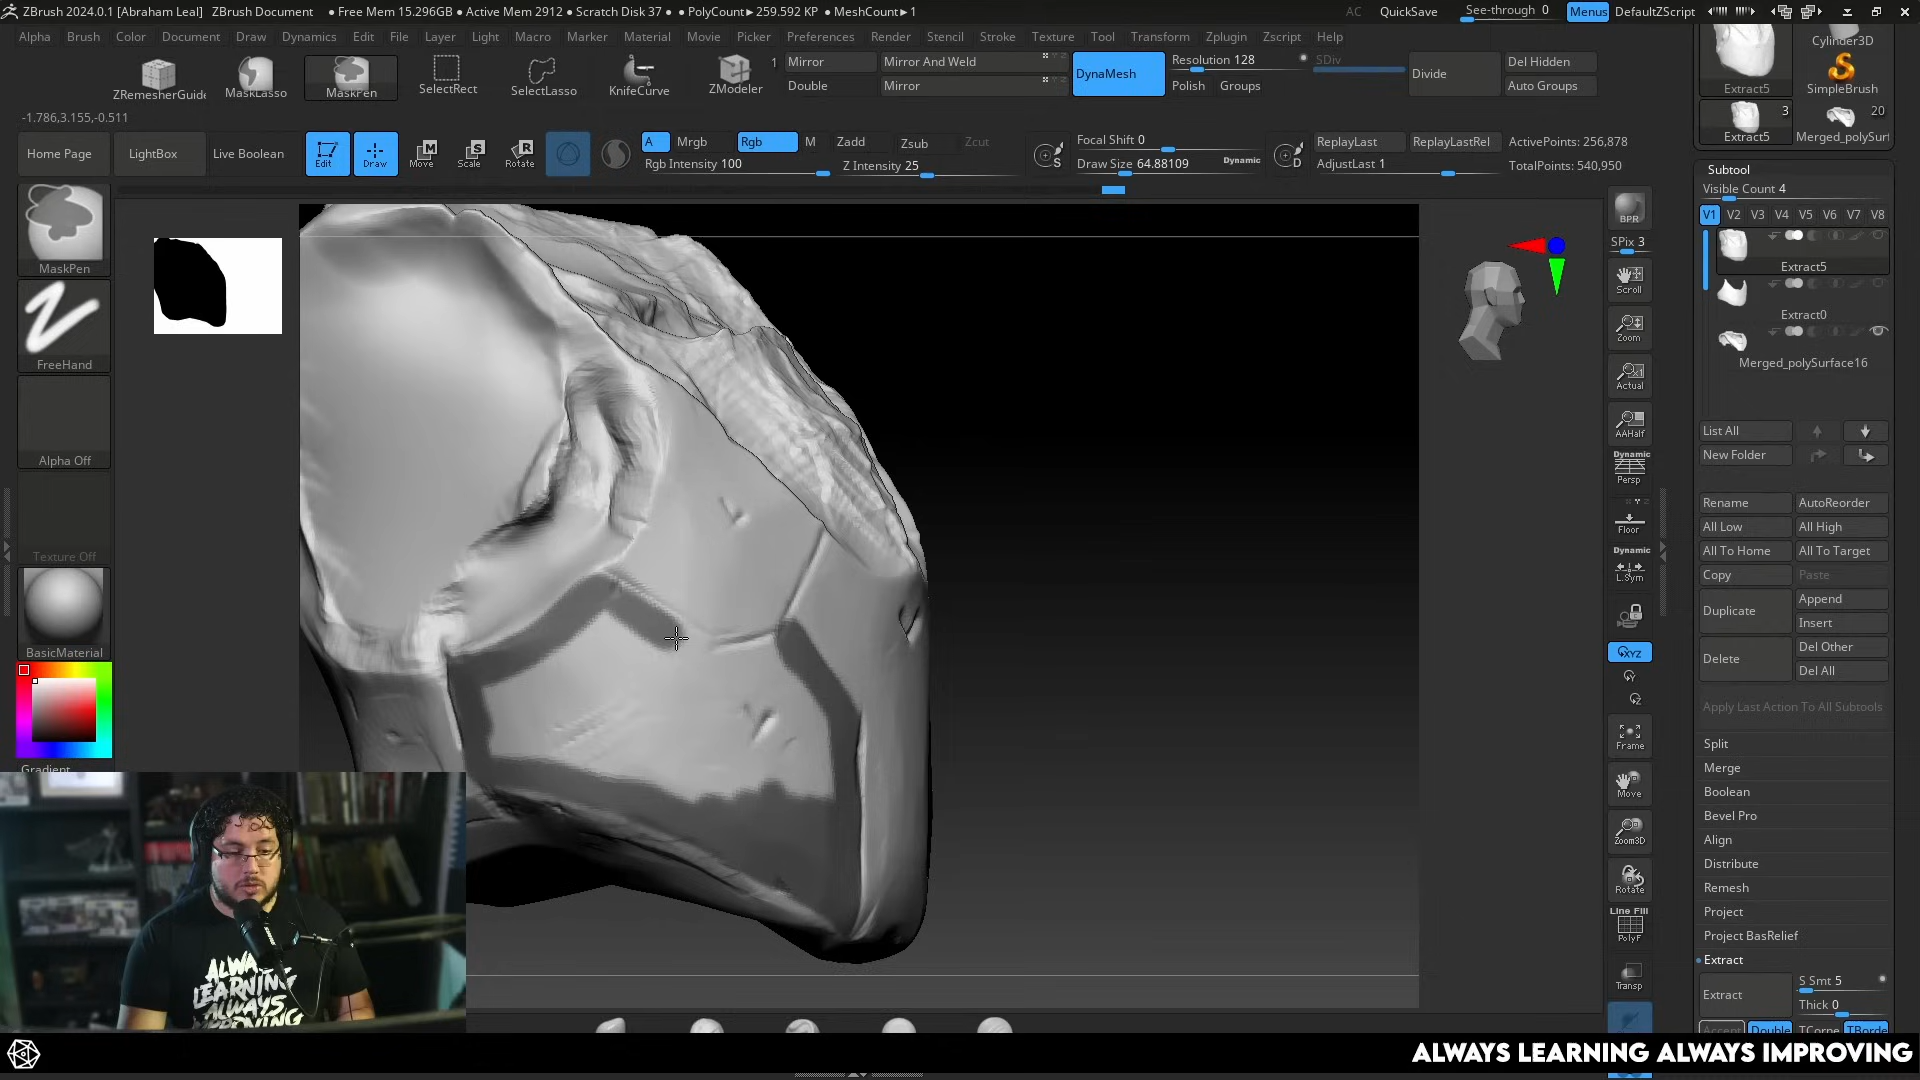 ZBrush 2024.0.1 [Abraham Leal] ZBrush Document ● Free Mem 15.296GB ● Active Mem 2912 ● Scratch Disk 37 ● PolyCount► 259.592 KP ● MeshCount► 1 AC QuickSave See-through 0 Menus DefaultZScript
Alpha Brush Color Document Draw Dynamics Edit File Layer Light Macro Marker Material Movie Picker Preferences Render Stencil Stroke Texture Tool Transform Zplugin Zscript Help
ZRemesherGuide MaskLasso MaskPen SelectRect SelectLasso KnifeCurve ZModeler 1
Mirror Mirror And Weld
Double Mirror
DynaMesh Resolution 128
Polish Groups
SDiv Divide
Del Hidden
Auto Groups
-1.786,3.155,-0.511
Home Page LightBox Live Boolean Edit Draw Move Scale Rotate
A Mrgb Rgb M Zadd Zsub Zcut
Rgb Intensity 100 Z Intensity 25
S Focal Shift 0
Draw Size 64.88109 Dynamic
D ReplayLast ReplayLastRel
AdjustLast 1
ActivePoints: 256,878
TotalPoints: 540,950
MaskPen
FreeHand
Alpha Off
Texture Off
BasicMaterial
Gradient
BPR
SPix 3
Scroll
Zoom
Actual
AAHalf
Dynamic
Persp
Floor
Dynamic
L.Sym
XYZ
Frame
Move
Zoom3D
Rotate
Line Fill
PolyF
Transp
Extract5
Cylinder3D
SimpleBrush
3
Extract5
20
Subtool
Visible Count 4
V1 V2 V3 V4 V5 V6 V7 V8
Extract5
Extract0
Merged_polySurface16
List All
New Folder
Rename AutoReorder
All Low All High
All To Home All To Target
Copy Paste
Duplicate Append
Insert
Delete Del Other
Del All
Apply Last Action To All Subtools
Split
Merge
Boolean
Bevel Pro
Align
Distribute
Remesh
Project
Project BasRelief
Extract
Extract S Smt 5
Thick 0
Accept Double
ALWA
LEARNING
ALWAYS
IMPROVING
ALWAYS LEARNING ALWAYS IMPROVING